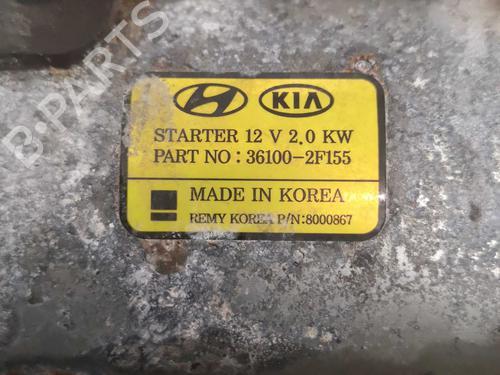 B-PARTS
KIA
STARTER 12 V 2.0 KW
PART NO : 36100-2F155
MADE IN KOREA
REMY KOREA P/N:8000867